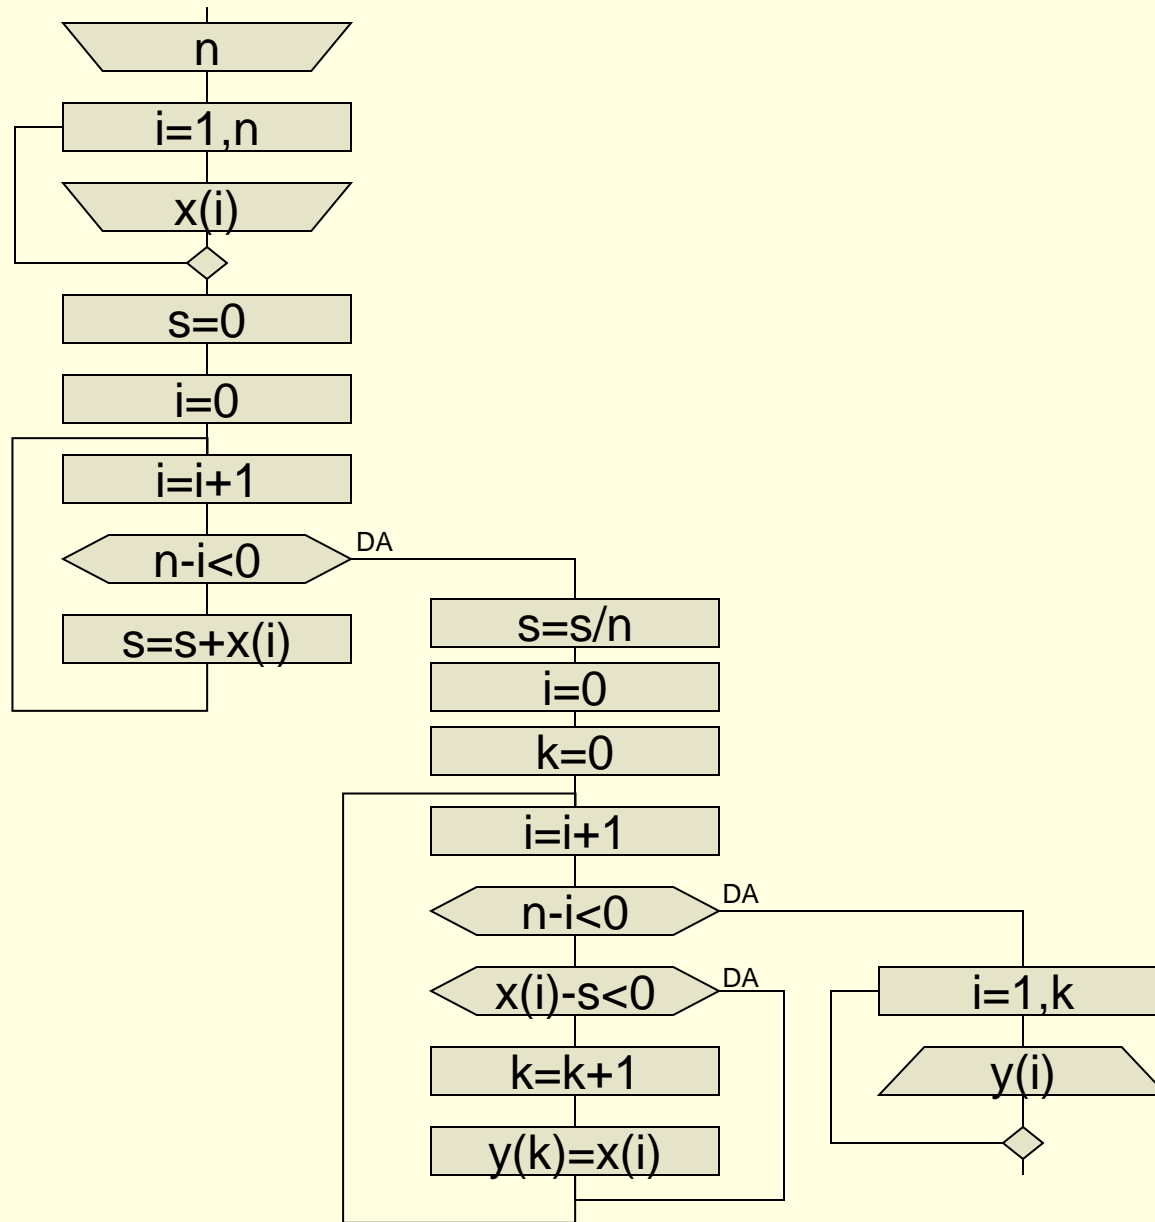 n
i=1,n
x(i)
s=0
i=0
i=i+1
n-i<0
DA
s=s+x(i)
s=s/n
i=0
k=0
i=i+1
n-i<0
DA
x(i)-s<0
DA
k=k+1
y(k)=x(i)
i=1,k
y(i)